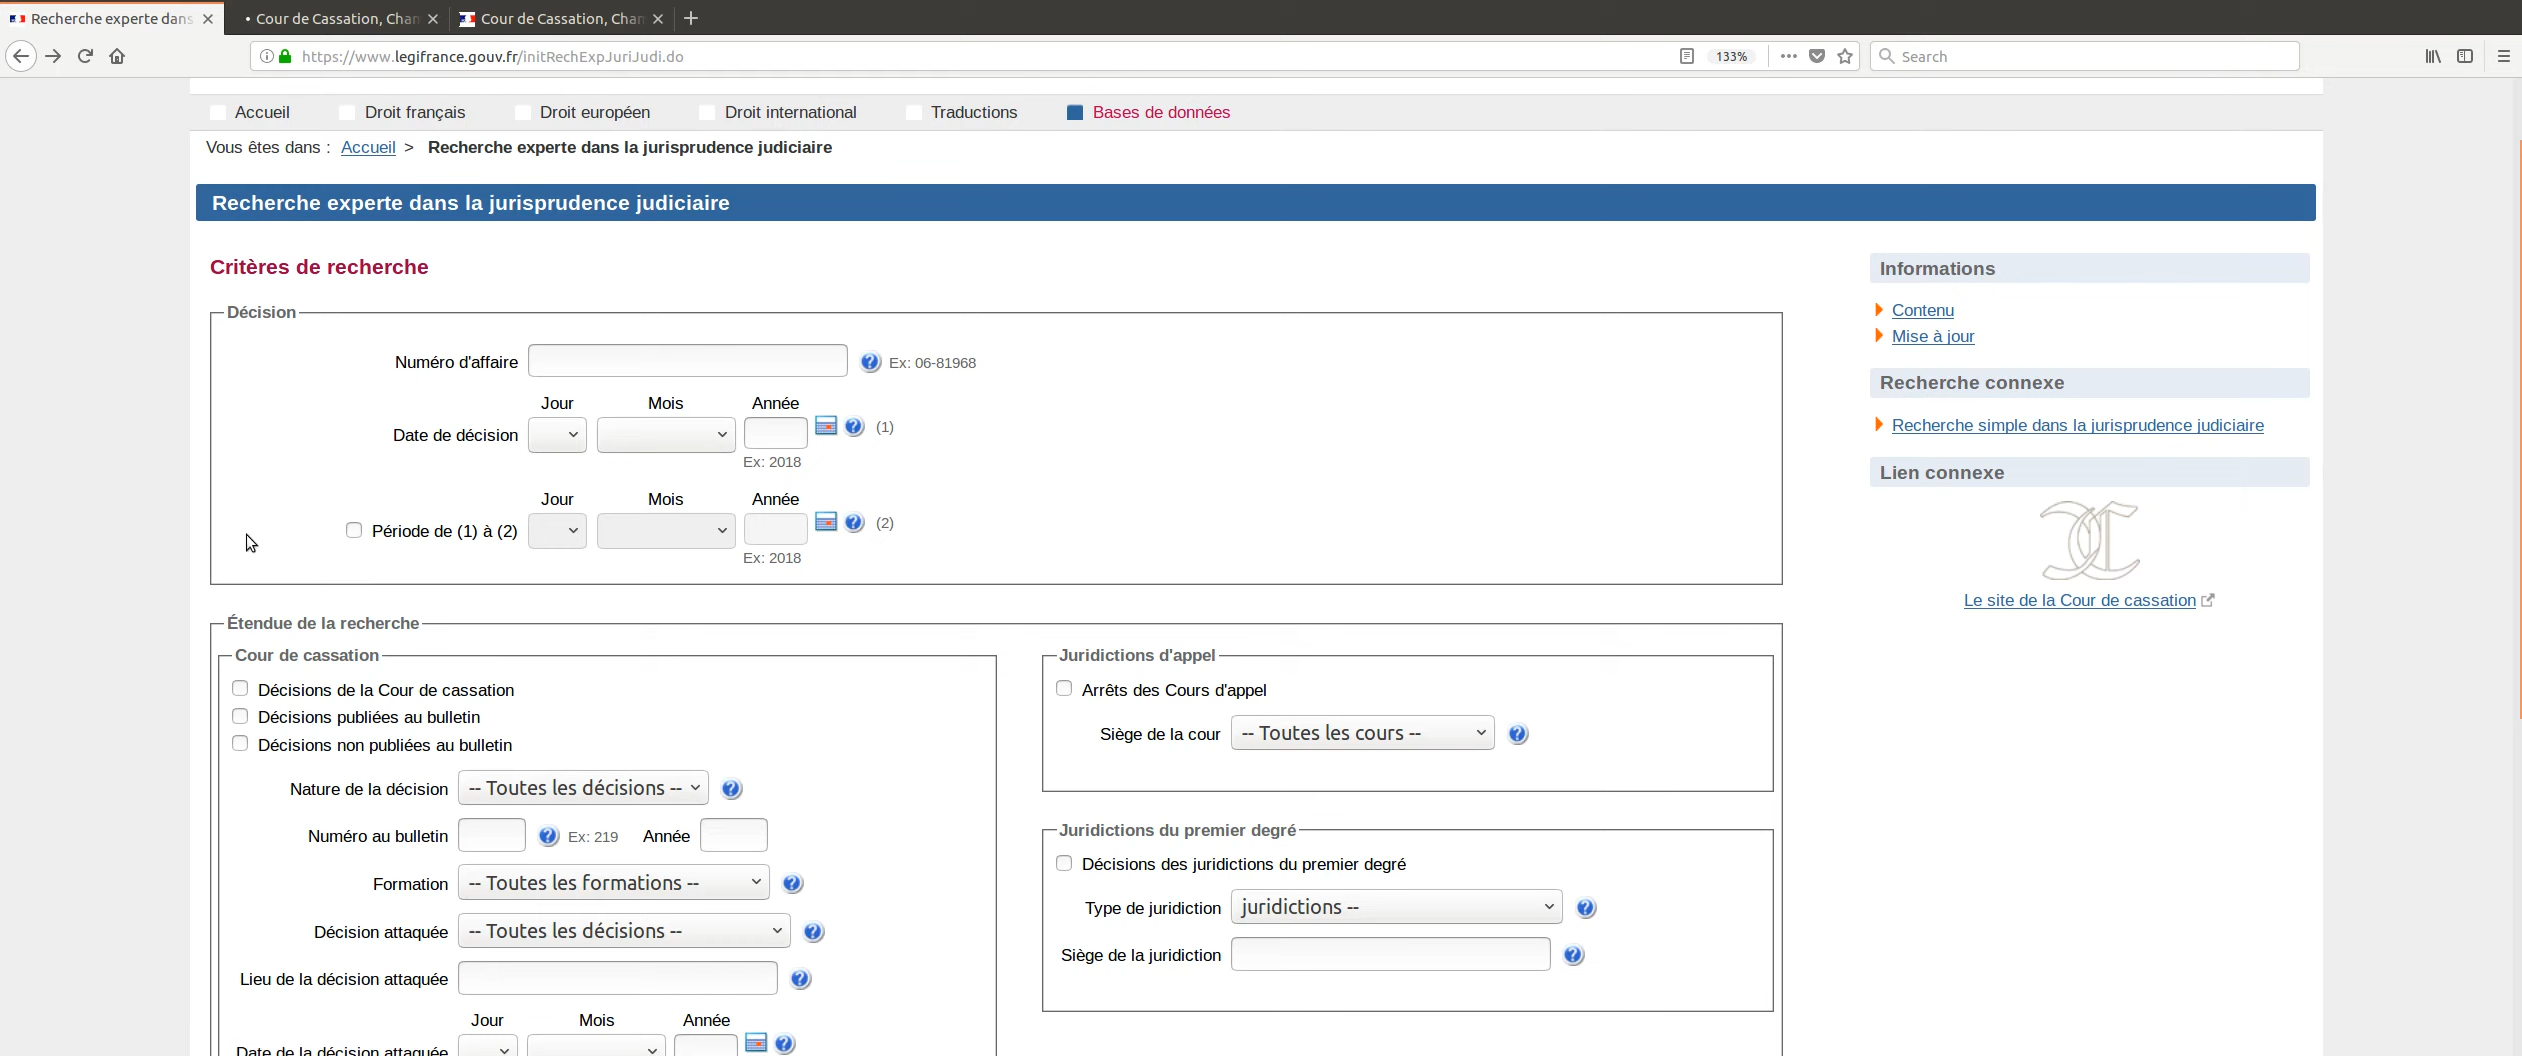 Recherche experte dans
Cour de Cassation, Chan
Cour de Cassation, Chan
https://www.legifrance.gouv.fr/initRechExpJuriJudi.do
133%
Search
Accueil Droit français Droit européen Droit international Traductions Bases de données
Vous êtes dans : Accueil > Recherche experte dans la jurisprudence judiciaire
Recherche experte dans la jurisprudence judiciaire
Critères de recherche
Décision
Numéro d'affaire Ex: 06-81968
Jour Mois Année
Date de décision (1)
Ex: 2018
Jour Mois Année
Période de (1) à (2) (2)
Ex: 2018
Étendue de la recherche
Cour de cassation
Décisions de la Cour de cassation
Décisions publiées au bulletin
Décisions non publiées au bulletin
Nature de la décision -- Toutes les décisions --
Numéro au bulletin Ex: 219 Année
Formation -- Toutes les formations --
Décision attaquée -- Toutes les décisions --
Lieu de la décision attaquée
Jour Mois Année
Date de la décision attaquée
Juridictions d'appel
Arrêts des Cours d'appel
Siège de la cour -- Toutes les cours --
Juridictions du premier degré
Décisions des juridictions du premier degré
Type de juridiction juridictions --
Siège de la juridiction
Informations
Contenu
Mise à jour
Recherche connexe
Recherche simple dans la jurisprudence judiciaire
Lien connexe
Le site de la Cour de cassation